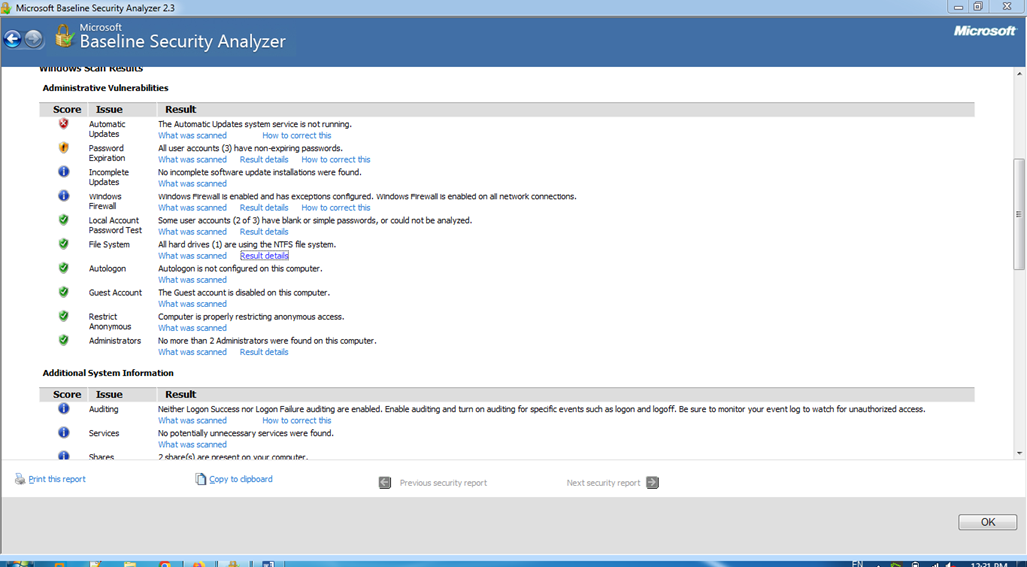 Microsoft Baseline Security Analyzer 2.3
Microsoft
Baseline Security Analyzer
Microsoft
Windows Scan Results
Administrative Vulnerabilities
Score Issue Result
Automatic Updates The Automatic Updates system service is not running.
What was scanned How to correct this
Password Expiration All user accounts (3) have non-expiring passwords.
What was scanned Result details How to correct this
Incomplete Updates No incomplete software update installations were found.
What was scanned
Windows Firewall Windows Firewall is enabled and has exceptions configured. Windows Firewall is enabled on all network connections.
What was scanned Result details How to correct this
Local Account Password Test Some user accounts (2 of 3) have blank or simple passwords, or could not be analyzed.
What was scanned Result details
File System All hard drives (1) are using the NTFS file system.
What was scanned Result details
Autologon Autologon is not configured on this computer.
What was scanned
Guest Account The Guest account is disabled on this computer.
What was scanned
Restrict Anonymous Computer is properly restricting anonymous access.
What was scanned
Administrators No more than 2 Administrators were found on this computer.
What was scanned Result details
Additional System Information
Score Issue Result
Auditing Neither Logon Success nor Logon Failure auditing are enabled. Enable auditing and turn on auditing for specific events such as logon and logoff. Be sure to monitor your event log to watch for unauthorized access.
What was scanned How to correct this
Services No potentially unnecessary services were found.
What was scanned
Shares 2 share(s) are present on your computer.
Print this report Copy to clipboard Previous security report Next security report
OK
EN 12:31 PM